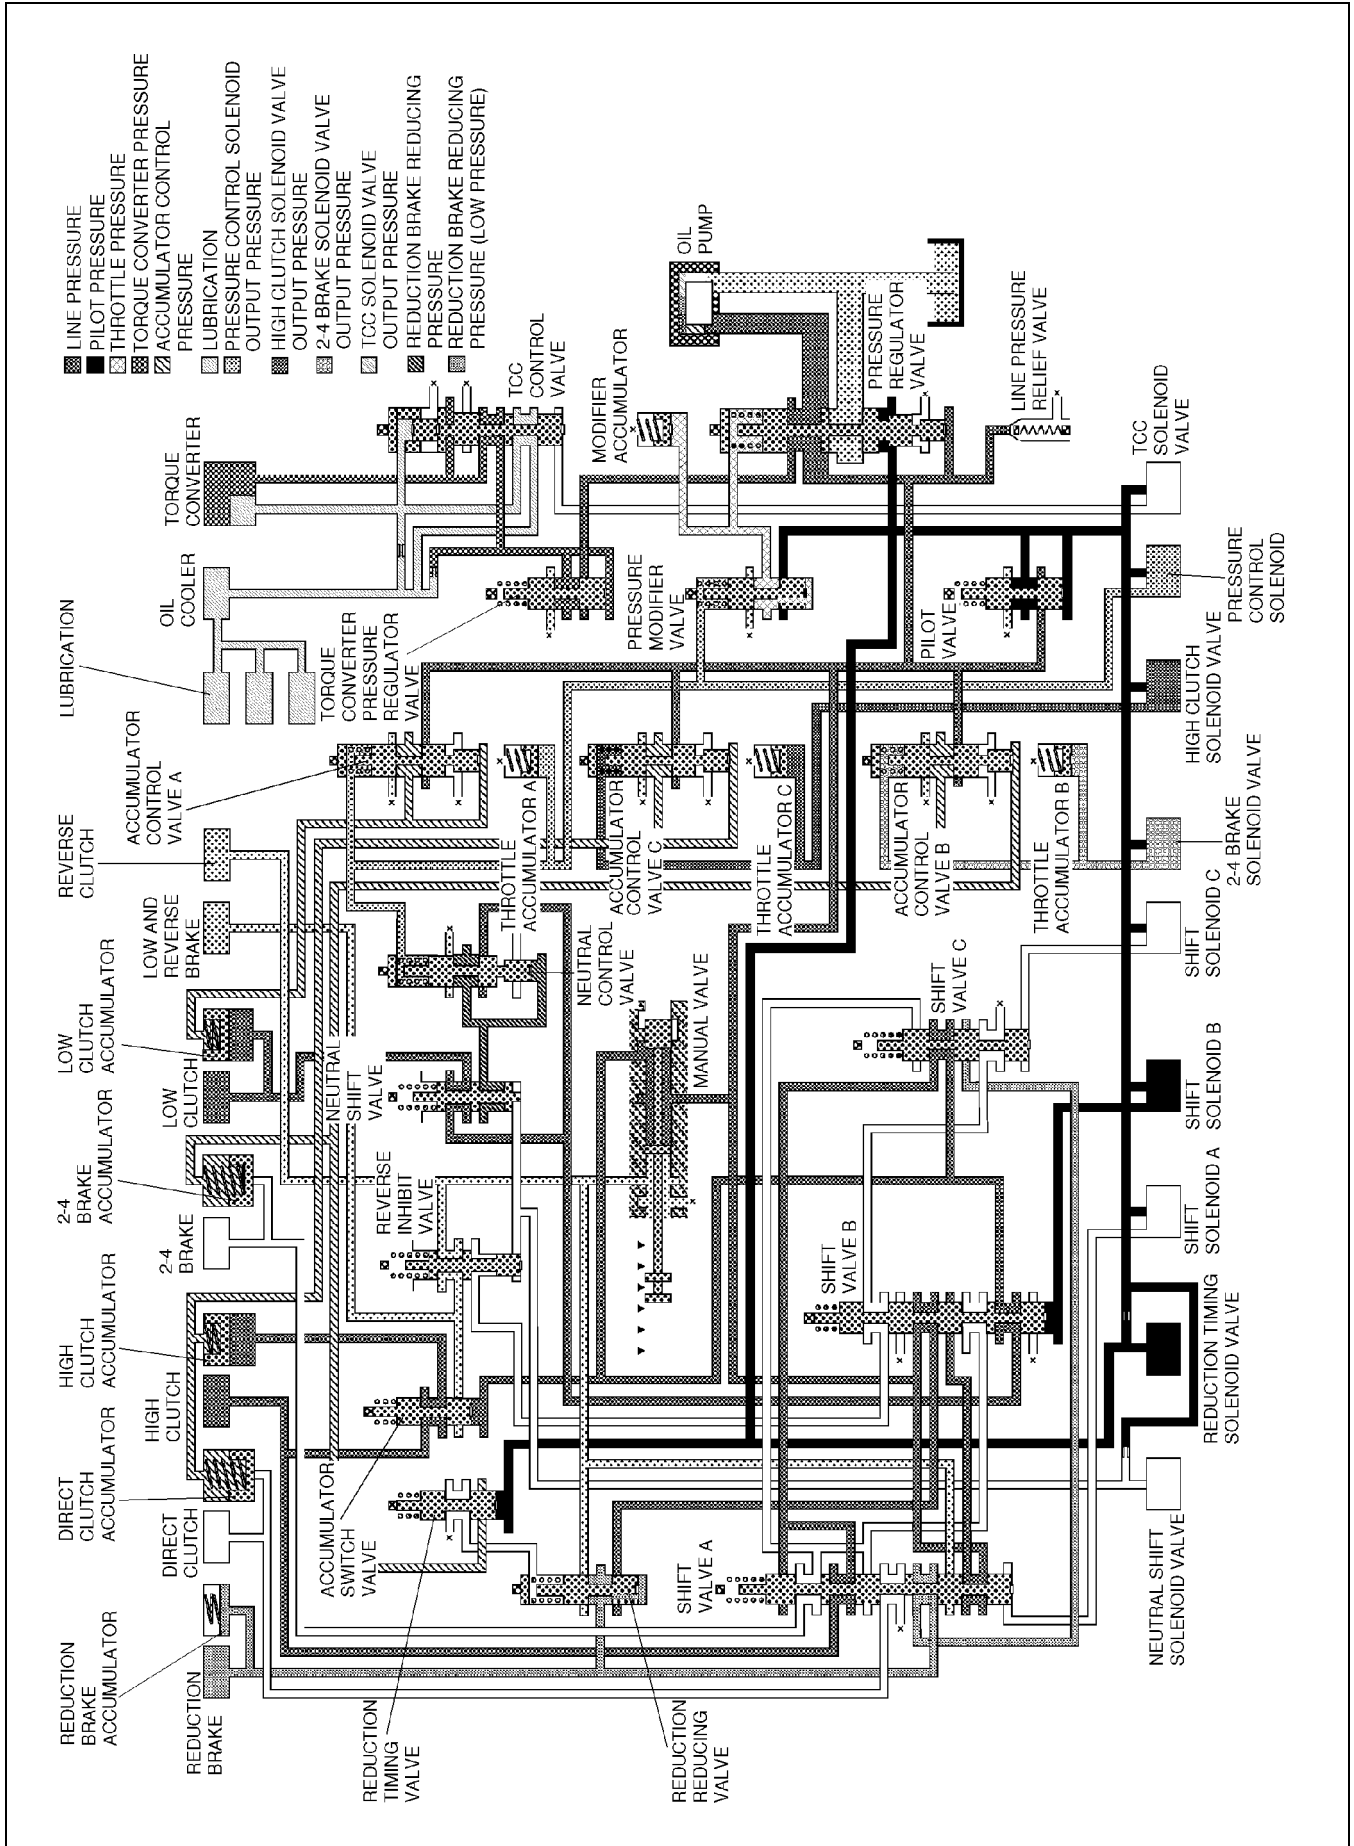 LINE PRESSURE
PILOT PRESSURE
THROTTLE PRESSURE
TORQUE CONVERTER PRESSURE
ACCUMULATOR CONTROL
PRESSURE
LUBRICATION
PRESSURE CONTROL SOLENOID
OUTPUT PRESSURE
HIGH CLUTCH SOLENOID VALVE
OUTPUT PRESSURE
2-4 BRAKE SOLENOID VALVE
OUTPUT PRESSURE
TCC SOLENOID VALVE
OUTPUT PRESSURE
REDUCTION BRAKE REDUCING
PRESSURE
REDUCTION BRAKE REDUCING
PRESSURE (LOW PRESSURE)
REDUCTION
BRAKE
ACCUMULATOR
REDUCTION
BRAKE
DIRECT
CLUTCH
ACCUMULATOR
DIRECT
CLUTCH
HIGH
CLUTCH
ACCUMULATOR
HIGH
CLUTCH
2-4
BRAKE
ACCUMULATOR
2-4
BRAKE
LOW
CLUTCH
ACCUMULATOR
LOW
CLUTCH
LOW AND
REVERSE
BRAKE
REVERSE
CLUTCH
ACCUMULATOR
CONTROL
VALVE A
LUBRICATION
OIL
COOLER
TORQUE
CONVERTER
TCC
CONTROL
VALVE
REDUCTION
TIMING
VALVE
ACCUMULATOR
SWITCH
VALVE
REVERSE
INHIBIT
VALVE
NEUTRAL
SHIFT
VALVE
NEUTRAL
CONTROL
VALVE
THROTTLE
ACCUMULATOR A
TORQUE
CONVERTER
PRESSURE
REGULATOR
VALVE
MODIFIER
ACCUMULATOR
OIL
PUMP
REDUCTION
REDUCING
VALVE
SHIFT
VALVE A
MANUAL VALVE
ACCUMULATOR
CONTROL
VALVE C
THROTTLE
ACCUMULATOR C
PRESSURE
MODIFIER
VALVE
PRESSURE
REGULATOR
VALVE
SHIFT
VALVE B
SHIFT
VALVE C
ACCUMULATOR
CONTROL
VALVE B
THROTTLE
ACCUMULATOR B
PILOT
VALVE
LINE PRESSURE
RELIEF VALVE
NEUTRAL SHIFT
SOLENOID VALVE
REDUCTION TIMING
SOLENOID VALVE
SHIFT
SOLENOID A
SHIFT
SOLENOID B
SHIFT
SOLENOID C
2-4 BRAKE
SOLENOID VALVE
HIGH CLUTCH
SOLENOID VALVE
PRESSURE
CONTROL
SOLENOID
TCC
SOLENOID
VALVE